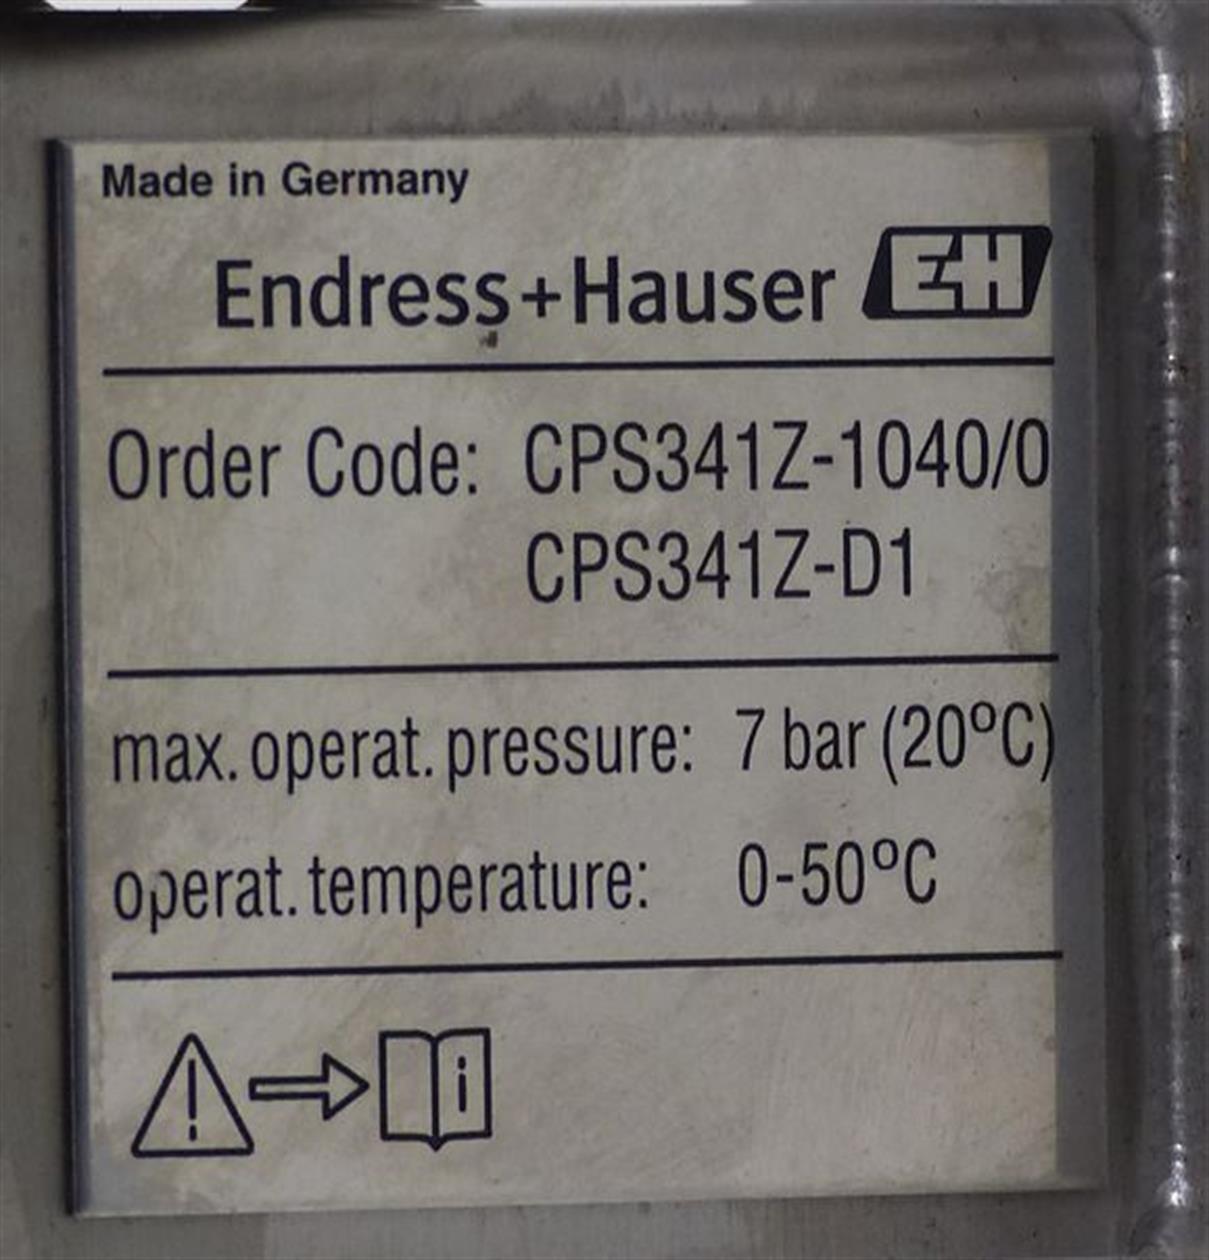 Made in Germany
Endress+Hauser EH
Order Code: CPS341Z-1040/0
CPS341Z-D1
max. operat. pressure: 7 bar (20°C)
operat. temperature: 0-50°C
i